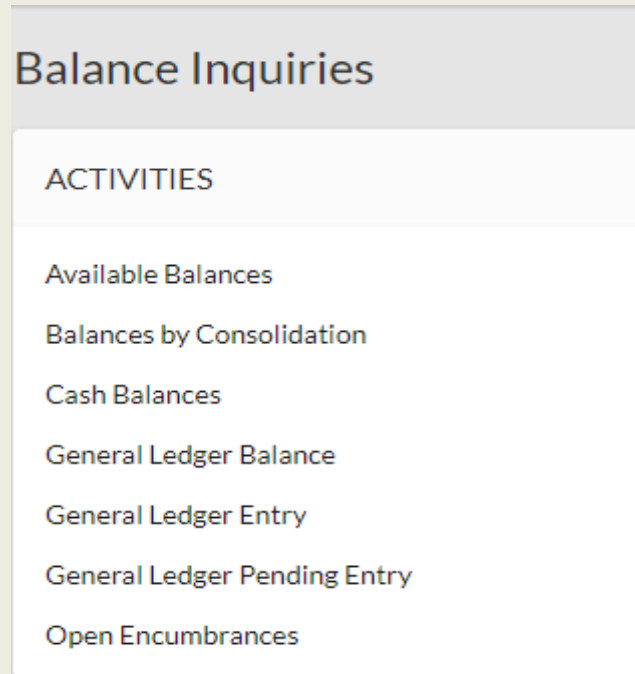 Balance Inquiries
ACTIVITIES
Available Balances
Balances by Consolidation
Cash Balances
General Ledger Balance
General Ledger Entry
General Ledger Pending Entry
Open Encumbrances